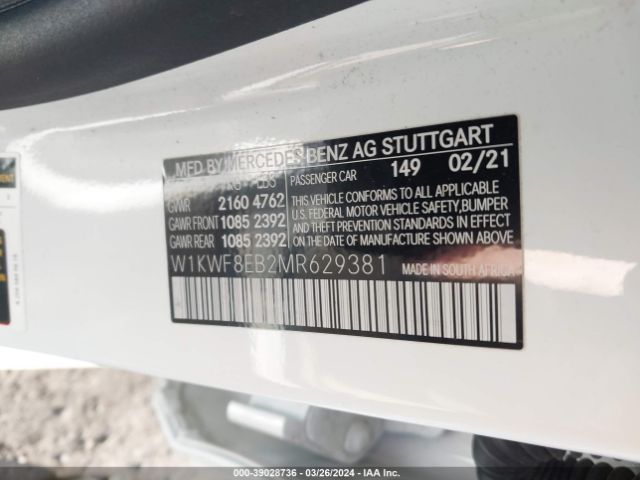 MFD BY MERCEDES BENZ AG STUTTGART
KG LBS PASSENGER CAR 149 02/21
GWR 2160 4762
GAWR FRONT 1085 2392
GAWR REAR 1085 2392
THIS VEHICLE CONFORMS TO ALL APPLICABLE
U.S. FEDERAL MOTOR VEHICLE SAFETY, BUMPER
AND THEFT PREVENTION STANDARDS IN EFFECT
ON THE DATE OF MANUFACTURE SHOWN ABOVE.
W1KWF8EB2MR629381
MADE IN SOUTH AFRICA
000-39028736 - 03/26/2024 - IAA Inc.